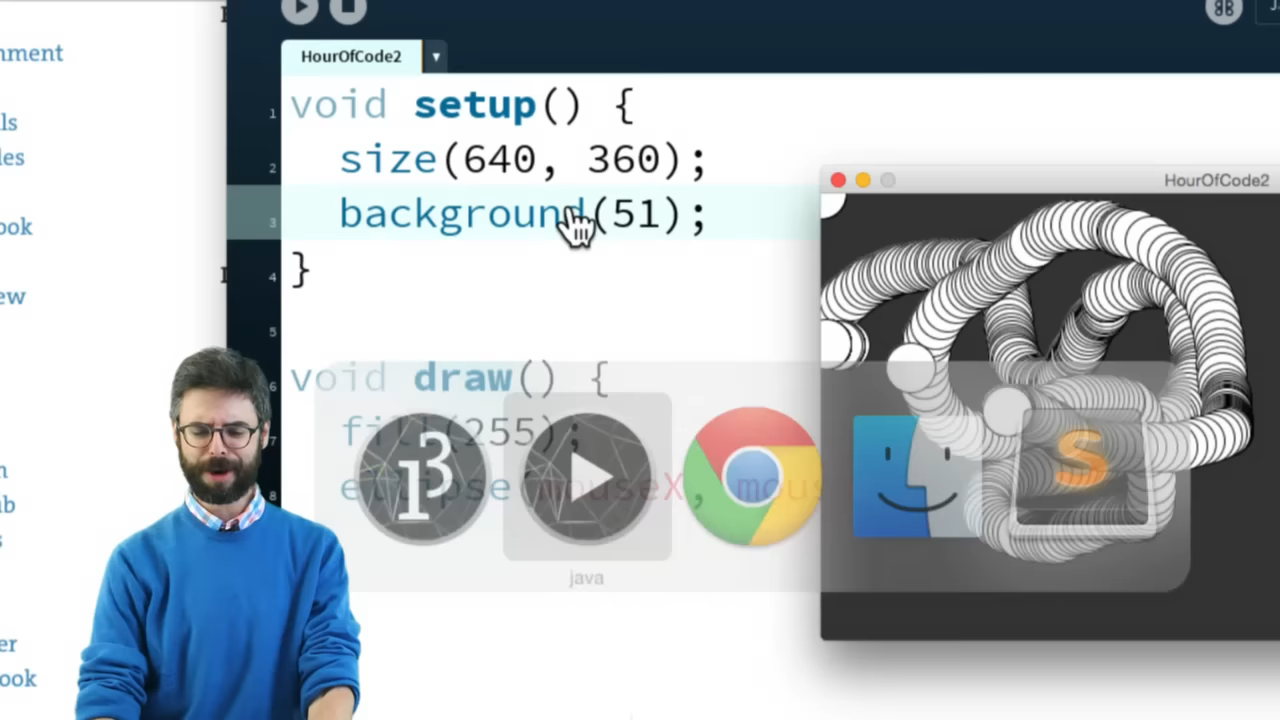 HourOfCode2
1 void setup() {
2 size(640, 360);
3 background(51);
4 }
5
6 void draw() {
7 fill(255);
8 ellipse(mouseX, mous
HourOfCode2
java
nment
ls
les
ook
ew
er
ook